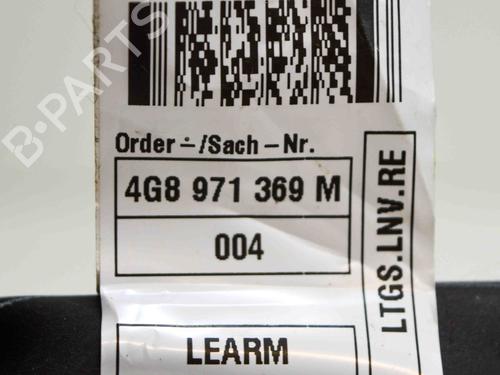 B-PARTS
Order-/Sach-Nr.
4G8 971 369 M
004
LTGS.LNV.RE
LEARM